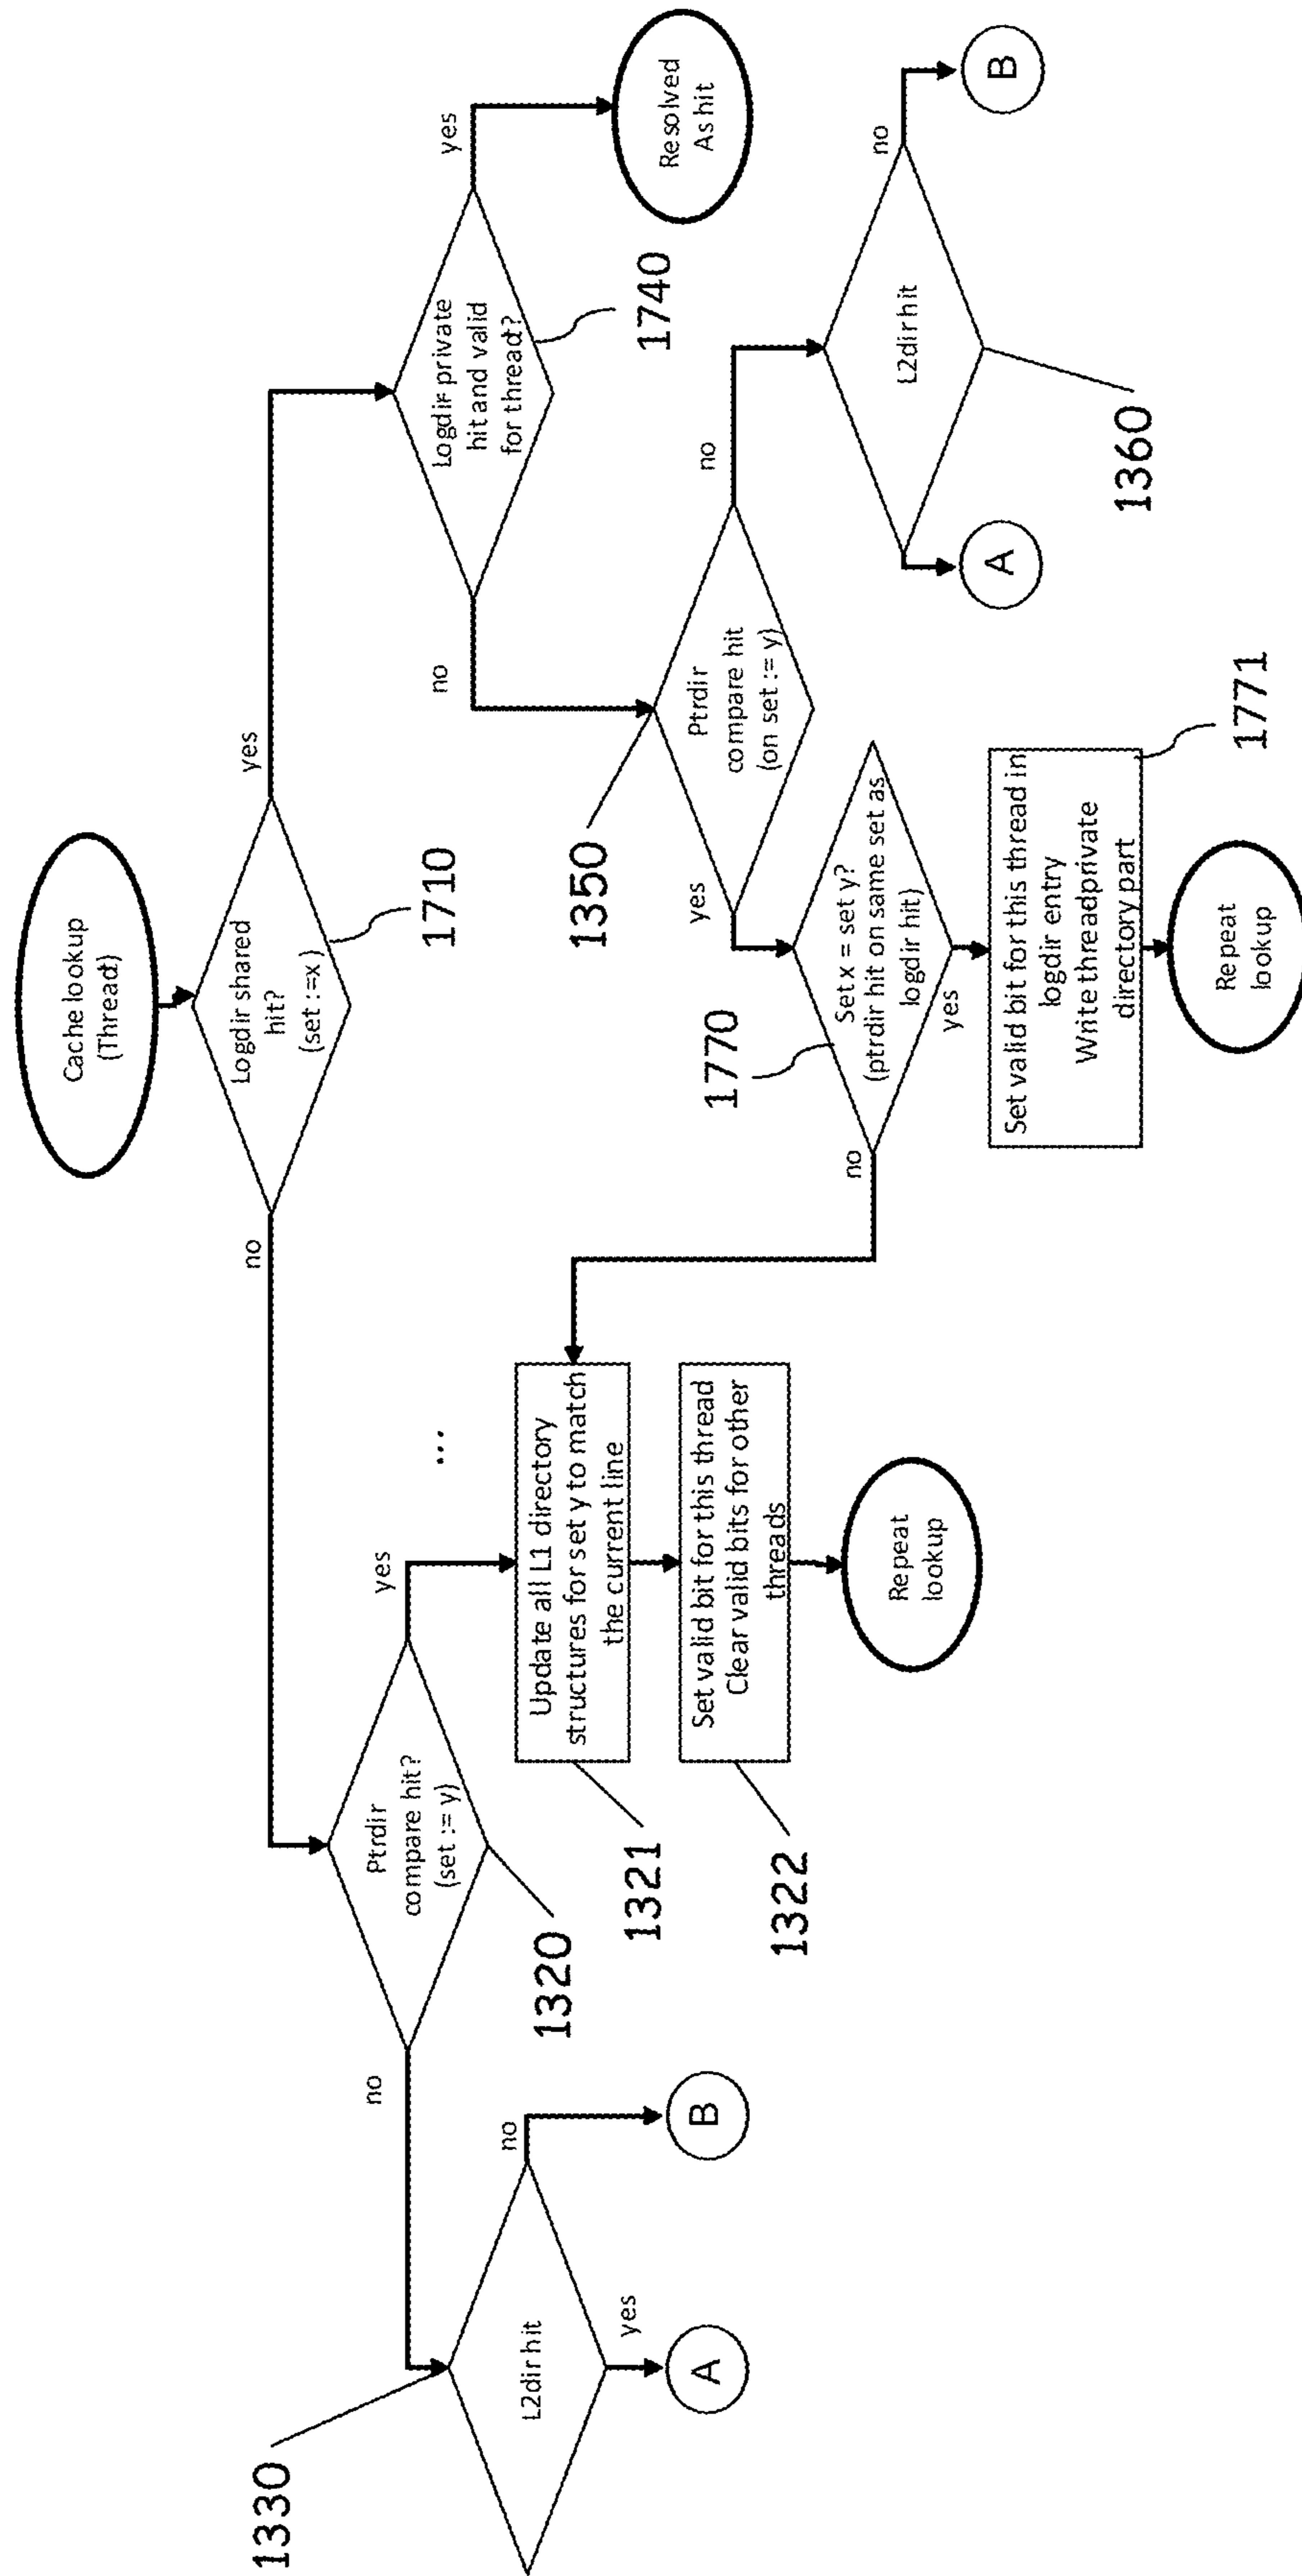 Cache lookup
(Thread)
Logdir shared
hit?
(set :=x)
1710
no
yes
Ptrdir
compare hit?
(set := y)
1320
no
yes
L2dir hit
1330
no
yes
A
B
...
Update all L1 directory
structures for set y to match
the current line
1321
Set valid bit for this thread
Clear valid bits for other
threads
1322
Repeat
lookup
Logdir private
hit and valid
for thread?
1740
no
yes
Resolved
As hit
Ptrdir
compare hit
(on set := y)
1350
yes
no
Set x = set y?
(ptrdir hit on same set as
logdir hit)
1770
no
yes
Set valid bit for this thread in
logdir entry
Write threadprivate
directory part
1771
Repeat
lookup
L2dir hit
1360
no
A
B